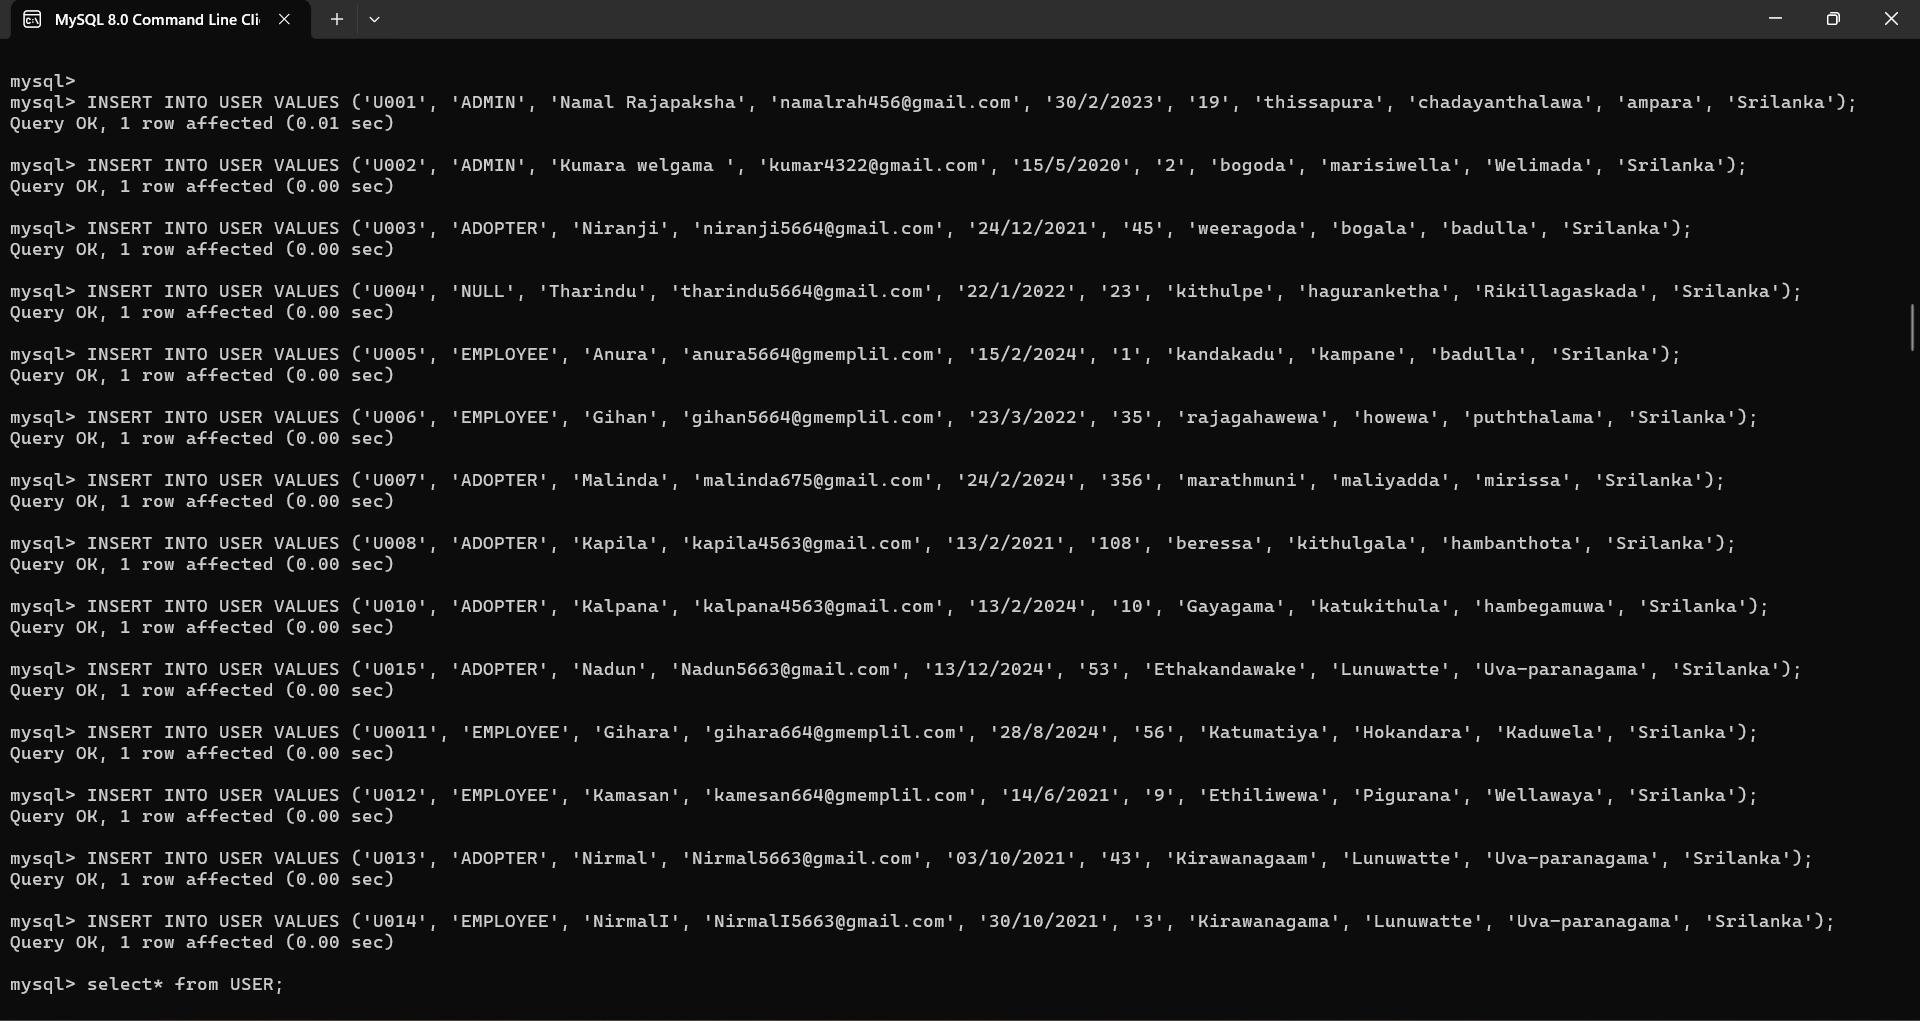 MySQL 8.0 Command Line Cli
mysql>
mysql> INSERT INTO USER VALUES ('U001', 'ADMIN', 'Namal Rajapaksha', 'namalrah456@gmail.com', '30/2/2023', '19', 'thissapura', 'chadayanthalawa', 'ampara', 'Srilanka');
Query OK, 1 row affected (0.01 sec)
mysql> INSERT INTO USER VALUES ('U002', 'ADMIN', 'Kumara welgama ', 'kumar4322@gmail.com', '15/5/2020', '2', 'bogoda', 'marisiwella', 'Welimada', 'Srilanka');
Query OK, 1 row affected (0.00 sec)
mysql> INSERT INTO USER VALUES ('U003', 'ADOPTER', 'Niranji', 'niranji5664@gmail.com', '24/12/2021', '45', 'weeragoda', 'bogala', 'badulla', 'Srilanka');
Query OK, 1 row affected (0.00 sec)
mysql> INSERT INTO USER VALUES ('U004', 'NULL', 'Tharindu', 'tharindu5664@gmail.com', '22/1/2022', '23', 'kithulpe', 'haguranketha', 'Rikillagaskada', 'Srilanka');
Query OK, 1 row affected (0.00 sec)
mysql> INSERT INTO USER VALUES ('U005', 'EMPLOYEE', 'Anura', 'anura5664@gmemplil.com', '15/2/2024', '1', 'kandakadu', 'kampane', 'badulla', 'Srilanka');
Query OK, 1 row affected (0.00 sec)
mysql> INSERT INTO USER VALUES ('U006', 'EMPLOYEE', 'Gihan', 'gihan5664@gmemplil.com', '23/3/2022', '35', 'rajagahawewa', 'howewa', 'puththalama', 'Srilanka');
Query OK, 1 row affected (0.00 sec)
mysql> INSERT INTO USER VALUES ('U007', 'ADOPTER', 'Malinda', 'malinda675@gmail.com', '24/2/2024', '356', 'marathmuni', 'maliyadda', 'mirissa', 'Srilanka');
Query OK, 1 row affected (0.00 sec)
mysql> INSERT INTO USER VALUES ('U008', 'ADOPTER', 'Kapila', 'kapila4563@gmail.com', '13/2/2021', '108', 'beressa', 'kithulgala', 'hambanthota', 'Srilanka');
Query OK, 1 row affected (0.00 sec)
mysql> INSERT INTO USER VALUES ('U010', 'ADOPTER', 'Kalpana', 'kalpana4563@gmail.com', '13/2/2024', '10', 'Gayagama', 'katukithula', 'hambegamuwa', 'Srilanka');
Query OK, 1 row affected (0.00 sec)
mysql> INSERT INTO USER VALUES ('U015', 'ADOPTER', 'Nadun', 'Nadun5663@gmail.com', '13/12/2024', '53', 'Ethakandawake', 'Lunuwatte', 'Uva-paranagama', 'Srilanka');
Query OK, 1 row affected (0.00 sec)
mysql> INSERT INTO USER VALUES ('U0011', 'EMPLOYEE', 'Gihara', 'gihara664@gmemplil.com', '28/8/2024', '56', 'Katumatiya', 'Hokandara', 'Kaduwela', 'Srilanka');
Query OK, 1 row affected (0.00 sec)
mysql> INSERT INTO USER VALUES ('U012', 'EMPLOYEE', 'Kamasan', 'kamesan664@gmemplil.com', '14/6/2021', '9', 'Ethiliwewa', 'Pigurana', 'Wellawaya', 'Srilanka');
Query OK, 1 row affected (0.00 sec)
mysql> INSERT INTO USER VALUES ('U013', 'ADOPTER', 'Nirmal', 'Nirmal5663@gmail.com', '03/10/2021', '43', 'Kirawanagaam', 'Lunuwatte', 'Uva-paranagama', 'Srilanka');
Query OK, 1 row affected (0.00 sec)
mysql> INSERT INTO USER VALUES ('U014', 'EMPLOYEE', 'NirmalI', 'NirmalI5663@gmail.com', '30/10/2021', '3', 'Kirawanagama', 'Lunuwatte', 'Uva-paranagama', 'Srilanka');
Query OK, 1 row affected (0.00 sec)
mysql> select* from USER;